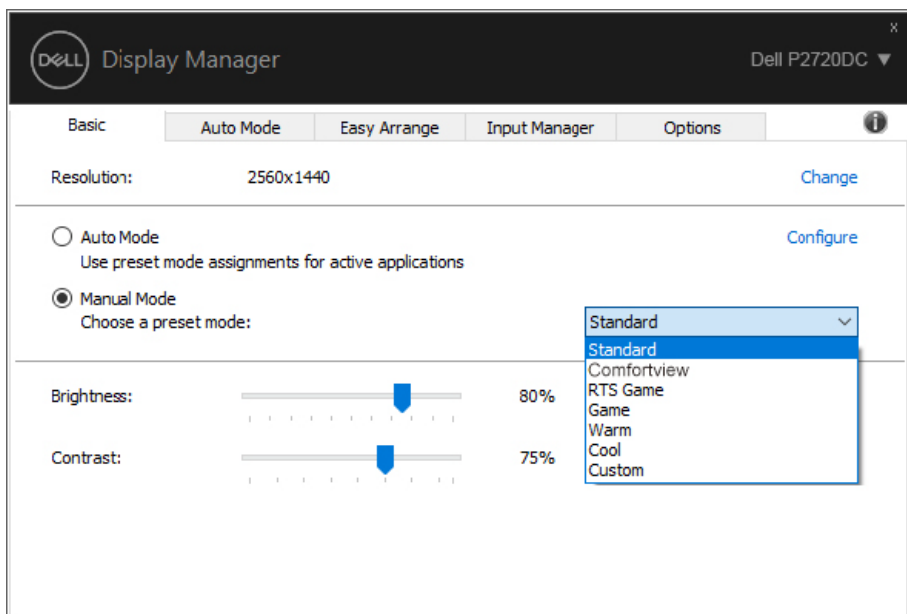 x
DELL Display Manager Dell P2720DC ▼
Basic Auto Mode Easy Arrange Input Manager Options i
Resolution: 2560x1440 Change
Auto Mode Configure
Use preset mode assignments for active applications
Manual Mode
Choose a preset mode: Standard
Standard
Comfortview
RTS Game
Game
Warm
Cool
Custom
Brightness: 80%
Contrast: 75%